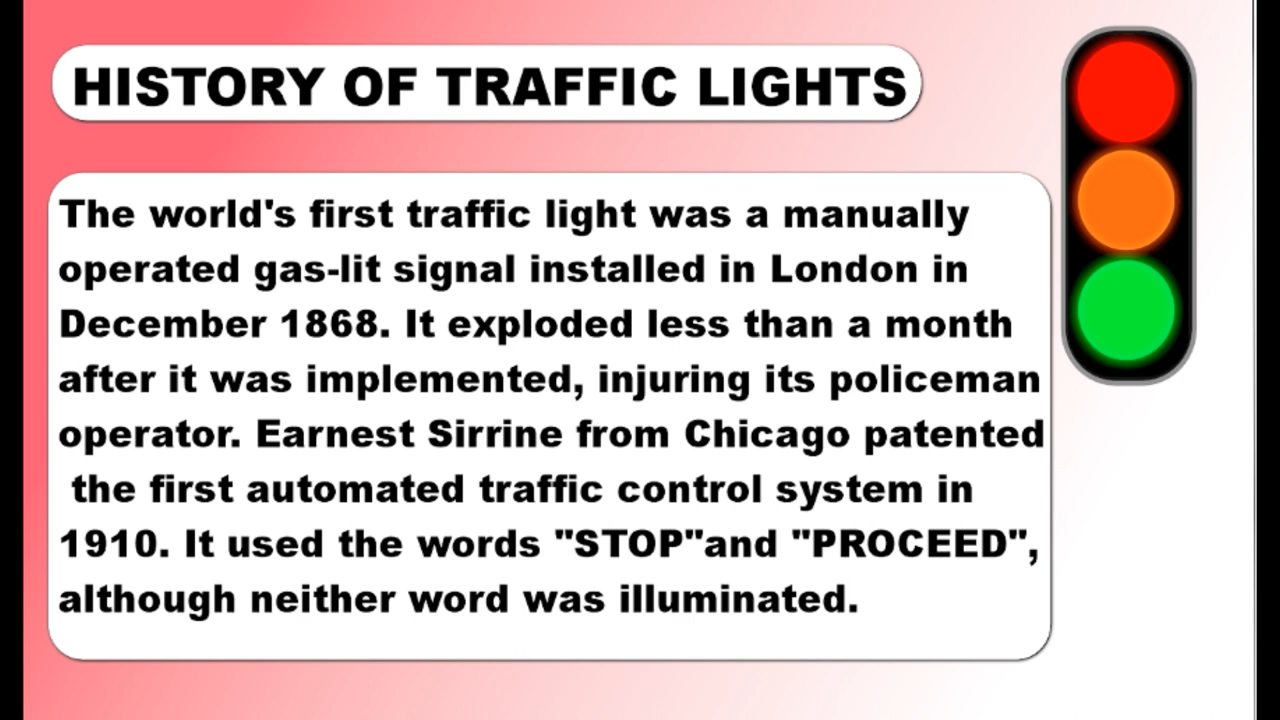 HISTORY OF TRAFFIC LIGHTS
The world's first traffic light was a manually
operated gas-lit signal installed in London in
December 1868. It exploded less than a month
after it was implemented, injuring its policeman
operator. Earnest Sirrine from Chicago patented
the first automated traffic control system in
1910. It used the words "STOP"and "PROCEED",
although neither word was illuminated.